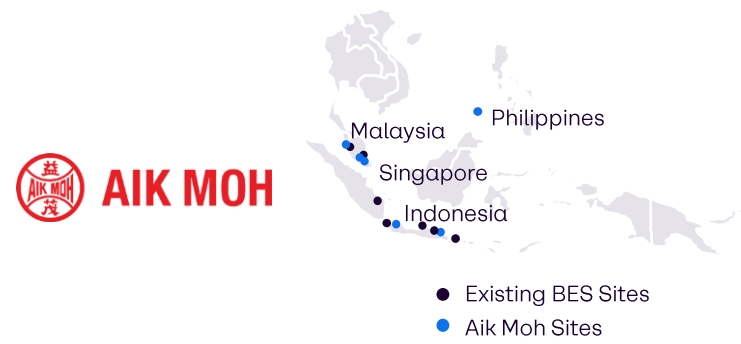 益
AIK MOH
茂
AIK MOH
Philippines
Malaysia
Singapore
Indonesia
Existing BES Sites
Aik Moh Sites